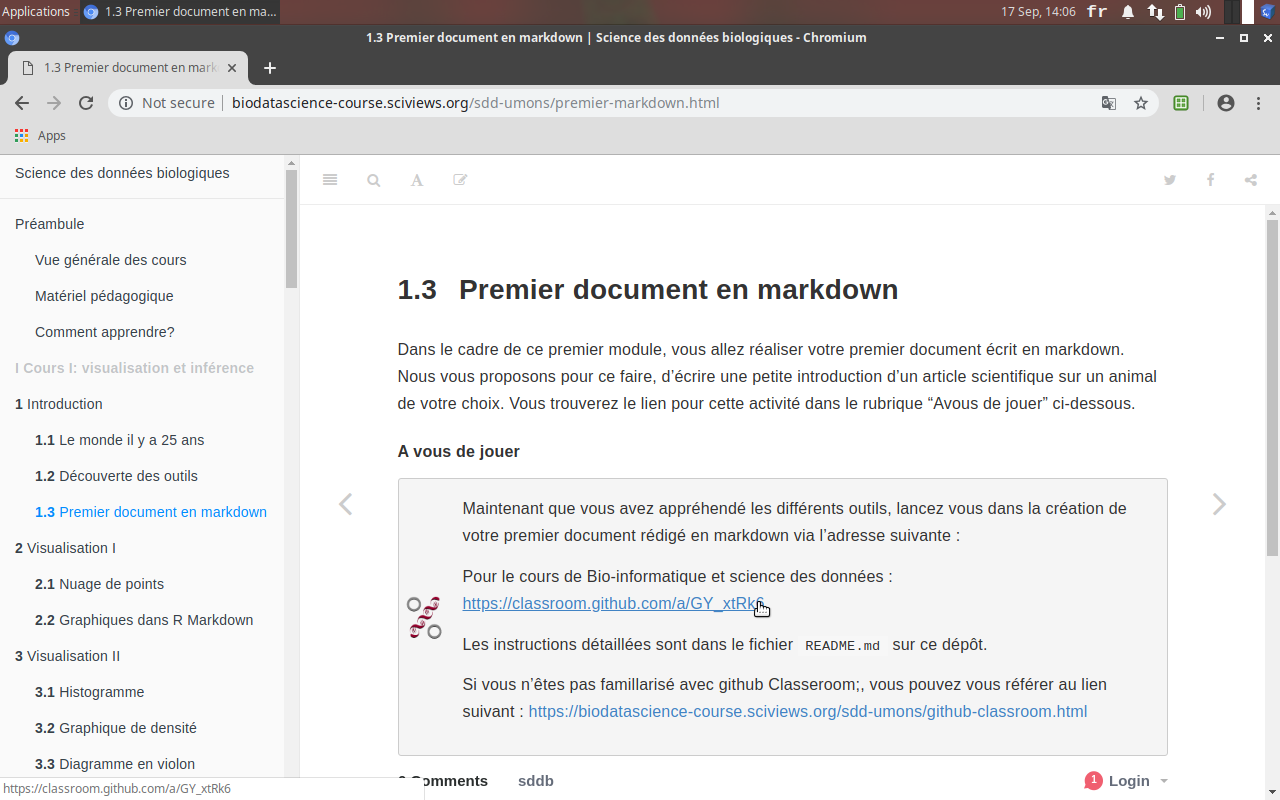 Applications 1.3 Premier document en ma... 17 Sep, 14:06 fr
1.3 Premier document en markdown | Science des données biologiques - Chromium
1.3 Premier document en mark
Not secure biodatascience-course.sciviews.org/sdd-umons/premier-markdown.html
Apps
Science des données biologiques
Préambule
Vue générale des cours
Matériel pédagogique
Comment apprendre?
I Cours I: visualisation et inférence
1 Introduction
1.1 Le monde il y a 25 ans
1.2 Découverte des outils
1.3 Premier document en markdown
2 Visualisation I
2.1 Nuage de points
2.2 Graphiques dans R Markdown
3 Visualisation II
3.1 Histogramme
3.2 Graphique de densité
3.3 Diagramme en violon
https://classroom.github.com/a/GY_xtRk6
1.3 Premier document en markdown
Dans le cadre de ce premier module, vous allez réaliser votre premier document écrit en markdown.
Nous vous proposons pour ce faire, d’écrire une petite introduction d’un article scientifique sur un animal
de votre choix. Vous trouverez le lien pour cette activité dans le rubrique “Avous de jouer” ci-dessous.
A vous de jouer
Maintenant que vous avez appréhendé les différents outils, lancez vous dans la création de
votre premier document rédigé en markdown via l’adresse suivante :
Pour le cours de Bio-informatique et science des données :
https://classroom.github.com/a/GY_xtRk6
Les instructions détaillées sont dans le fichier README.md sur ce dépôt.
Si vous n’êtes pas famillarisé avec github Classeroom;, vous pouvez vous référer au lien
suivant : https://biodatascience-course.sciviews.org/sdd-umons/github-classroom.html
0 Comments sddb 1 Login